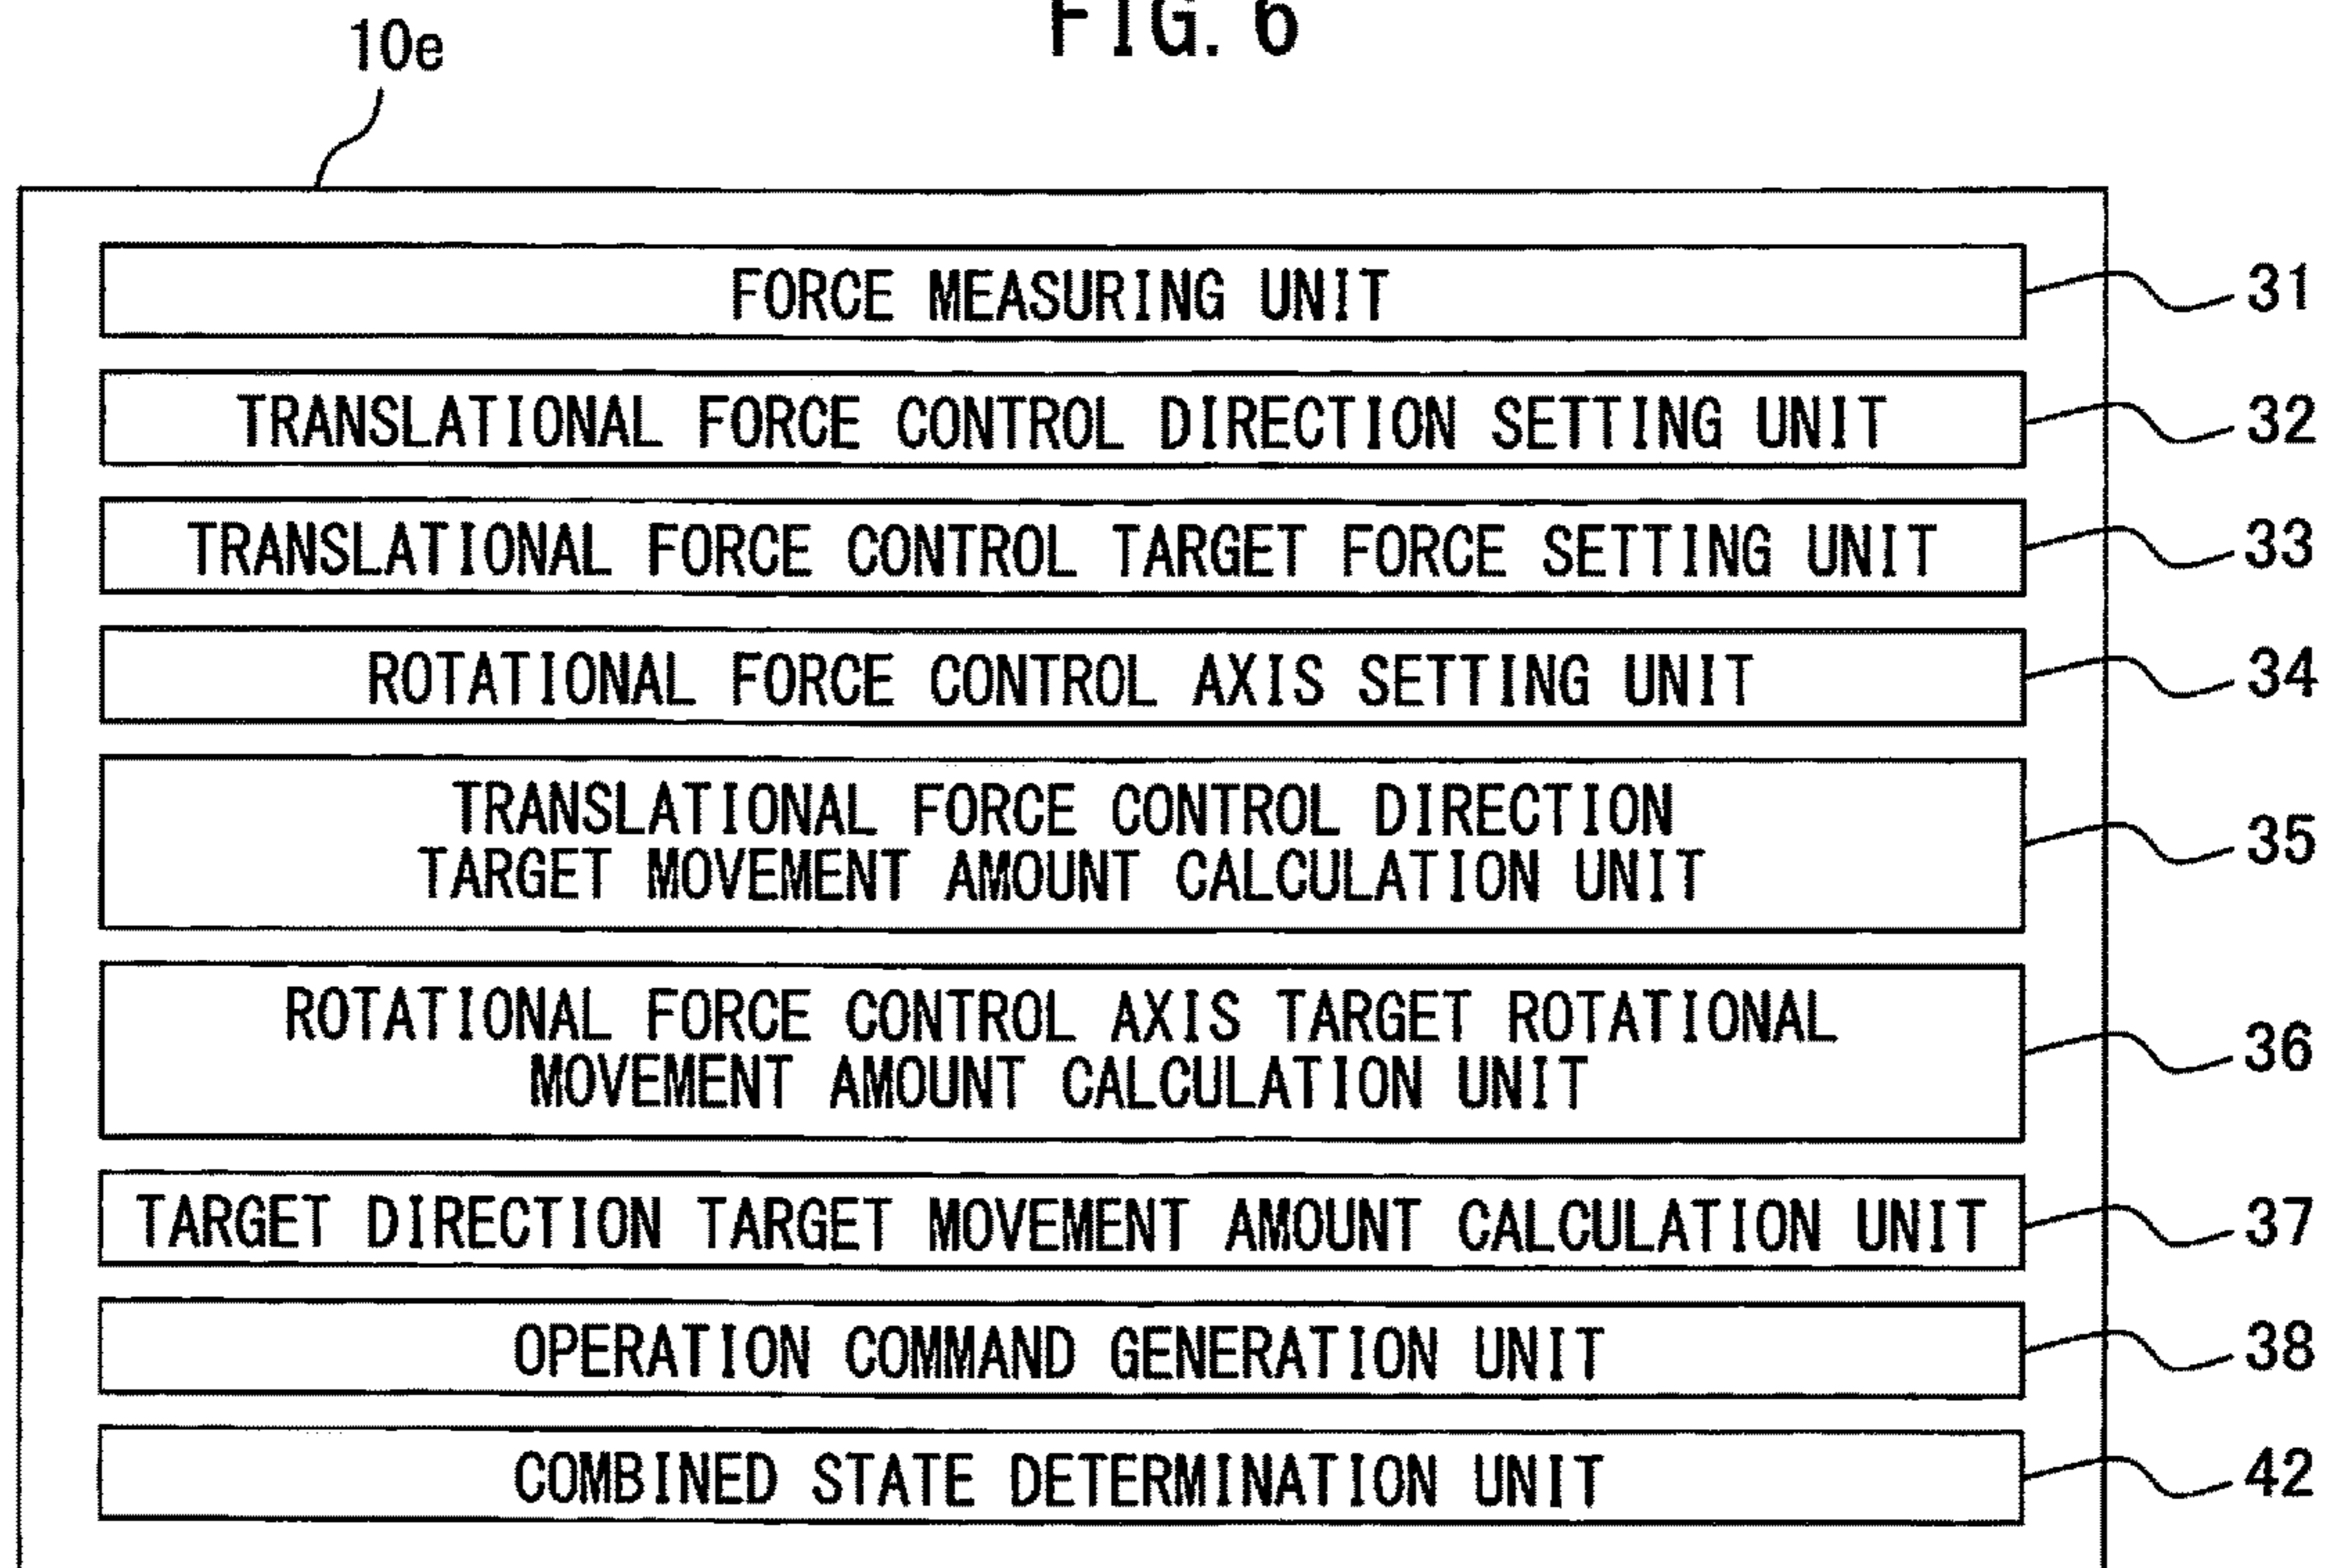 FIG. 6
10e
FORCE MEASURING UNIT
31
TRANSLATIONAL FORCE CONTROL DIRECTION SETTING UNIT
32
TRANSLATIONAL FORCE CONTROL TARGET FORCE SETTING UNIT
33
ROTATIONAL FORCE CONTROL AXIS SETTING UNIT
34
TRANSLATIONAL FORCE CONTROL DIRECTION
TARGET MOVEMENT AMOUNT CALCULATION UNIT
35
ROTATIONAL FORCE CONTROL AXIS TARGET ROTATIONAL
MOVEMENT AMOUNT CALCULATION UNIT
36
TARGET DIRECTION TARGET MOVEMENT AMOUNT CALCULATION UNIT
37
OPERATION COMMAND GENERATION UNIT
38
COMBINED STATE DETERMINATION UNIT
42